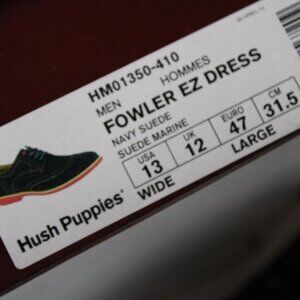 HM01350-410
MEN HOMMES
FOWLER EZ DRESS
NAVY SUEDE
SUEDE MARINE
USA UK EURO CM
13 12 47 31.5
WIDE LARGE
Hush Puppies